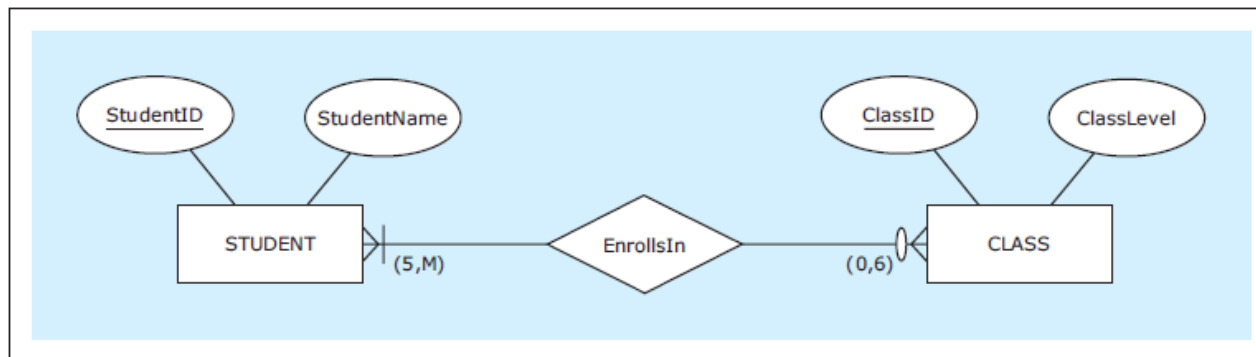 StudentID
StudentName
ClassID
ClassLevel
STUDENT
(5,M)
EnrollsIn
(0,6)
CLASS